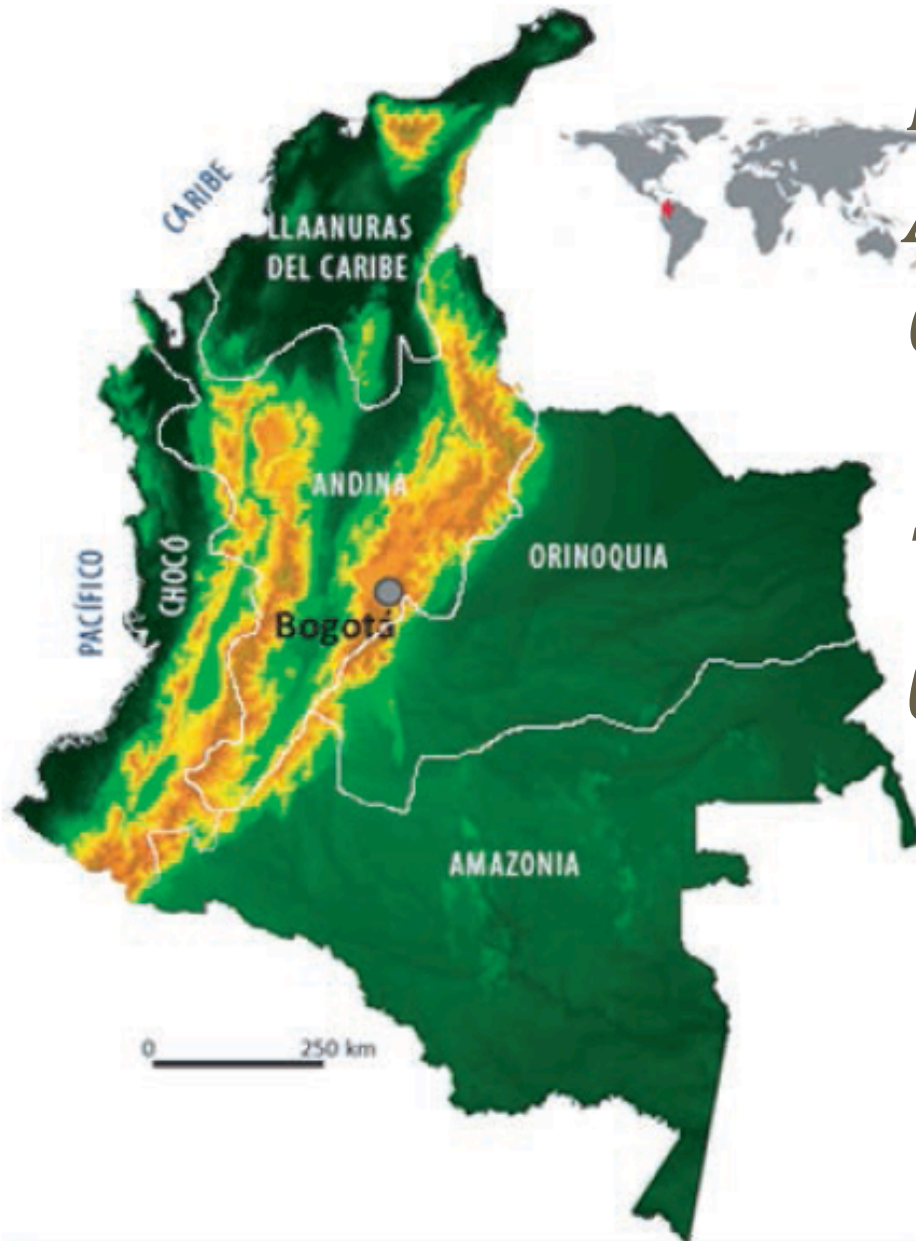 CARIBE
LLAANURAS
DEL CARIBE
ANDINA
ORINOQUIA
PACÍFICO
CHOCÓ
Bogotá
AMAZONIA
0 250 km